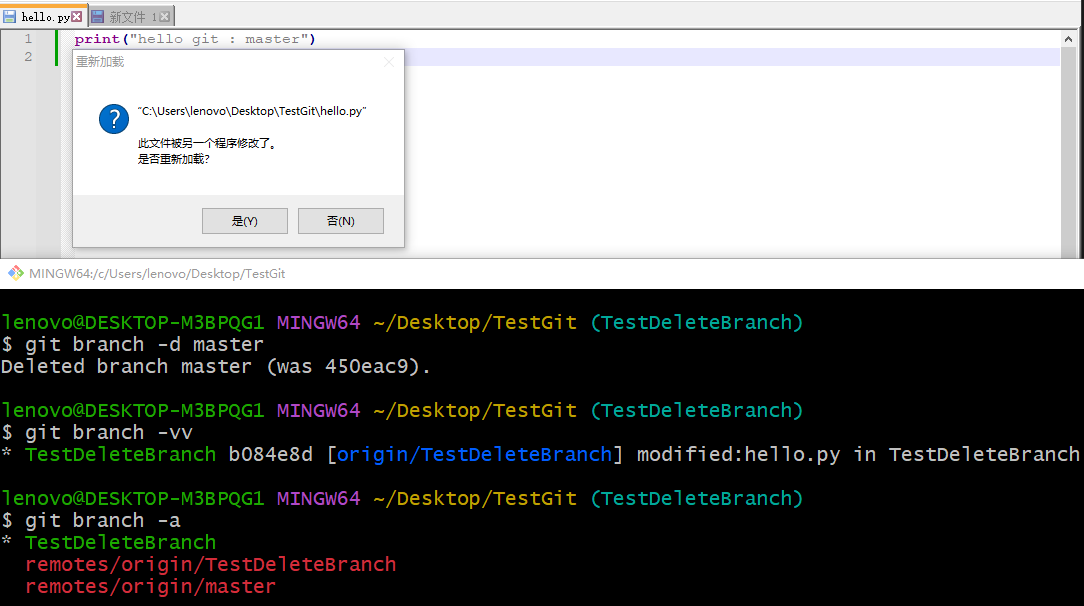 hello.py 新文件 1
1 print("hello git : master")
2
重新加载
"C:\Users\lenovo\Desktop\TestGit\hello.py"
此文件被另一个程序修改了。
是否重新加载?
是(Y) 否(N)
MINGW64:/c/Users/lenovo/Desktop/TestGit
lenovo@DESKTOP-M3BPQG1 MINGW64 ~/Desktop/TestGit (TestDeleteBranch)
$ git branch -d master
Deleted branch master (was 450eac9).
lenovo@DESKTOP-M3BPQG1 MINGW64 ~/Desktop/TestGit (TestDeleteBranch)
$ git branch -vv
* TestDeleteBranch b084e8d [origin/TestDeleteBranch] modified:hello.py in TestDeleteBranch
lenovo@DESKTOP-M3BPQG1 MINGW64 ~/Desktop/TestGit (TestDeleteBranch)
$ git branch -a
* TestDeleteBranch
remotes/origin/TestDeleteBranch
remotes/origin/master